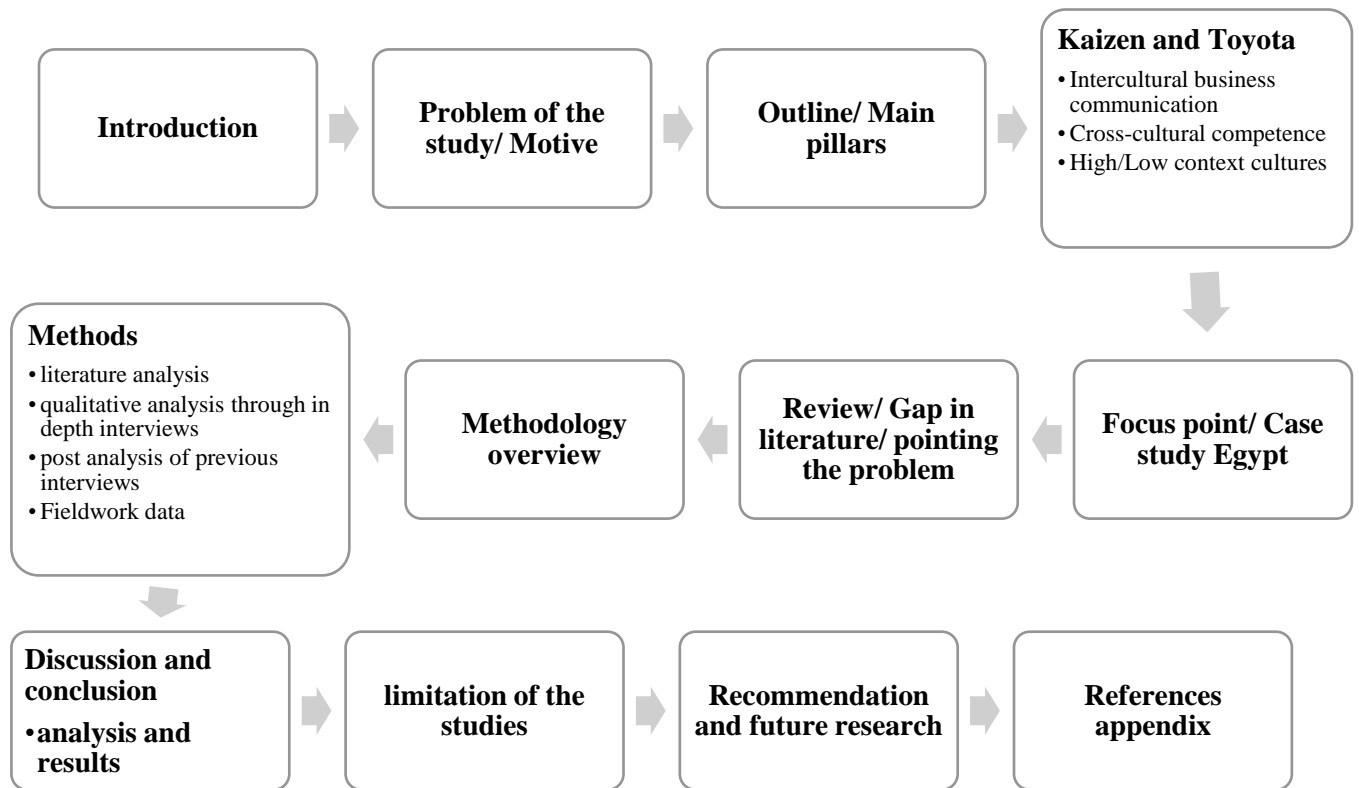 Introduction
Problem of the
study/ Motive
Outline/ Main
pillars
Kaizen and Toyota
• Intercultural business
communication
• Cross-cultural competence
• High/Low context cultures
Focus point/ Case
study Egypt
Review/ Gap in
literature/ pointing
the problem
Methodology
overview
Methods
• literature analysis
• qualitative analysis through in
depth interviews
• post analysis of previous
interviews
• Fieldwork data
Discussion and
conclusion
• analysis and
results
limitation of the
studies
Recommendation
and future research
References
appendix